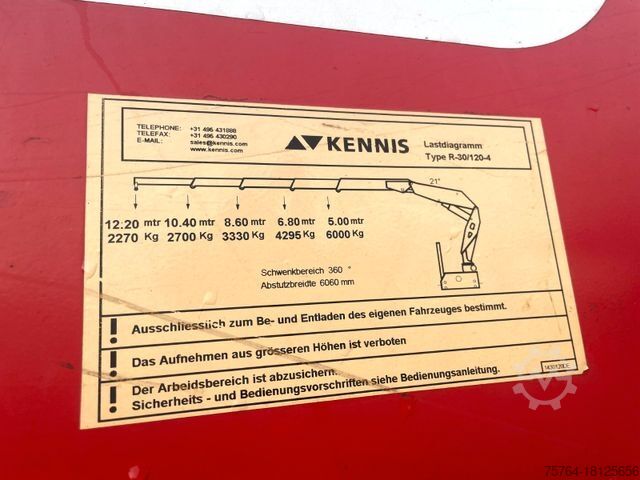 TELEPHONE: +31 495 431888
TELEFAX: +31 495 430290
E-MAIL: sales@kennis.com
www.kennis.com
KENNIS
Lastdiagramm
Type R-30/120-4
21°
12.20 mtr 10.40 mtr 8.60 mtr 6.80 mtr 5.00 mtr
2270 Kg 2700 Kg 3330 Kg 4295 Kg 6000 Kg
Schwenkbereich 360 °
Abstutzbreidte 6060 mm
! Ausschliesslich zum Be- und Entladen des eigenen Fahrzeuges bestimmt.
! Das Aufnehmen aus grösseren Höhen ist verboten
! Der Arbeitsbereich ist abzusichern.
Sicherheits - und Bedienungsvorschriften siehe Bedienungsanleitung.
1430120DE
75764-18125656